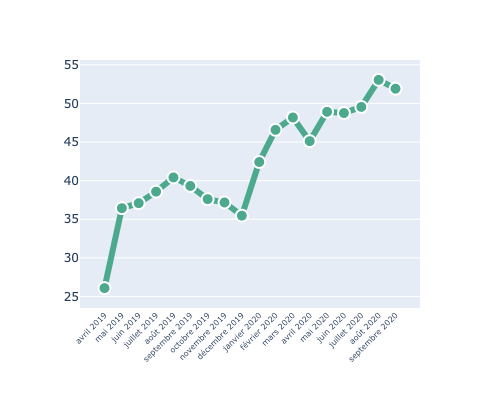 55
50
45
40
35
30
25
avril 2019
mai 2019
juin 2019
juillet 2019
août 2019
septembre 2019
octobre 2019
novembre 2019
décembre 2019
janvier 2020
février 2020
mars 2020
avril 2020
mai 2020
juin 2020
juillet 2020
août 2020
septembre 2020